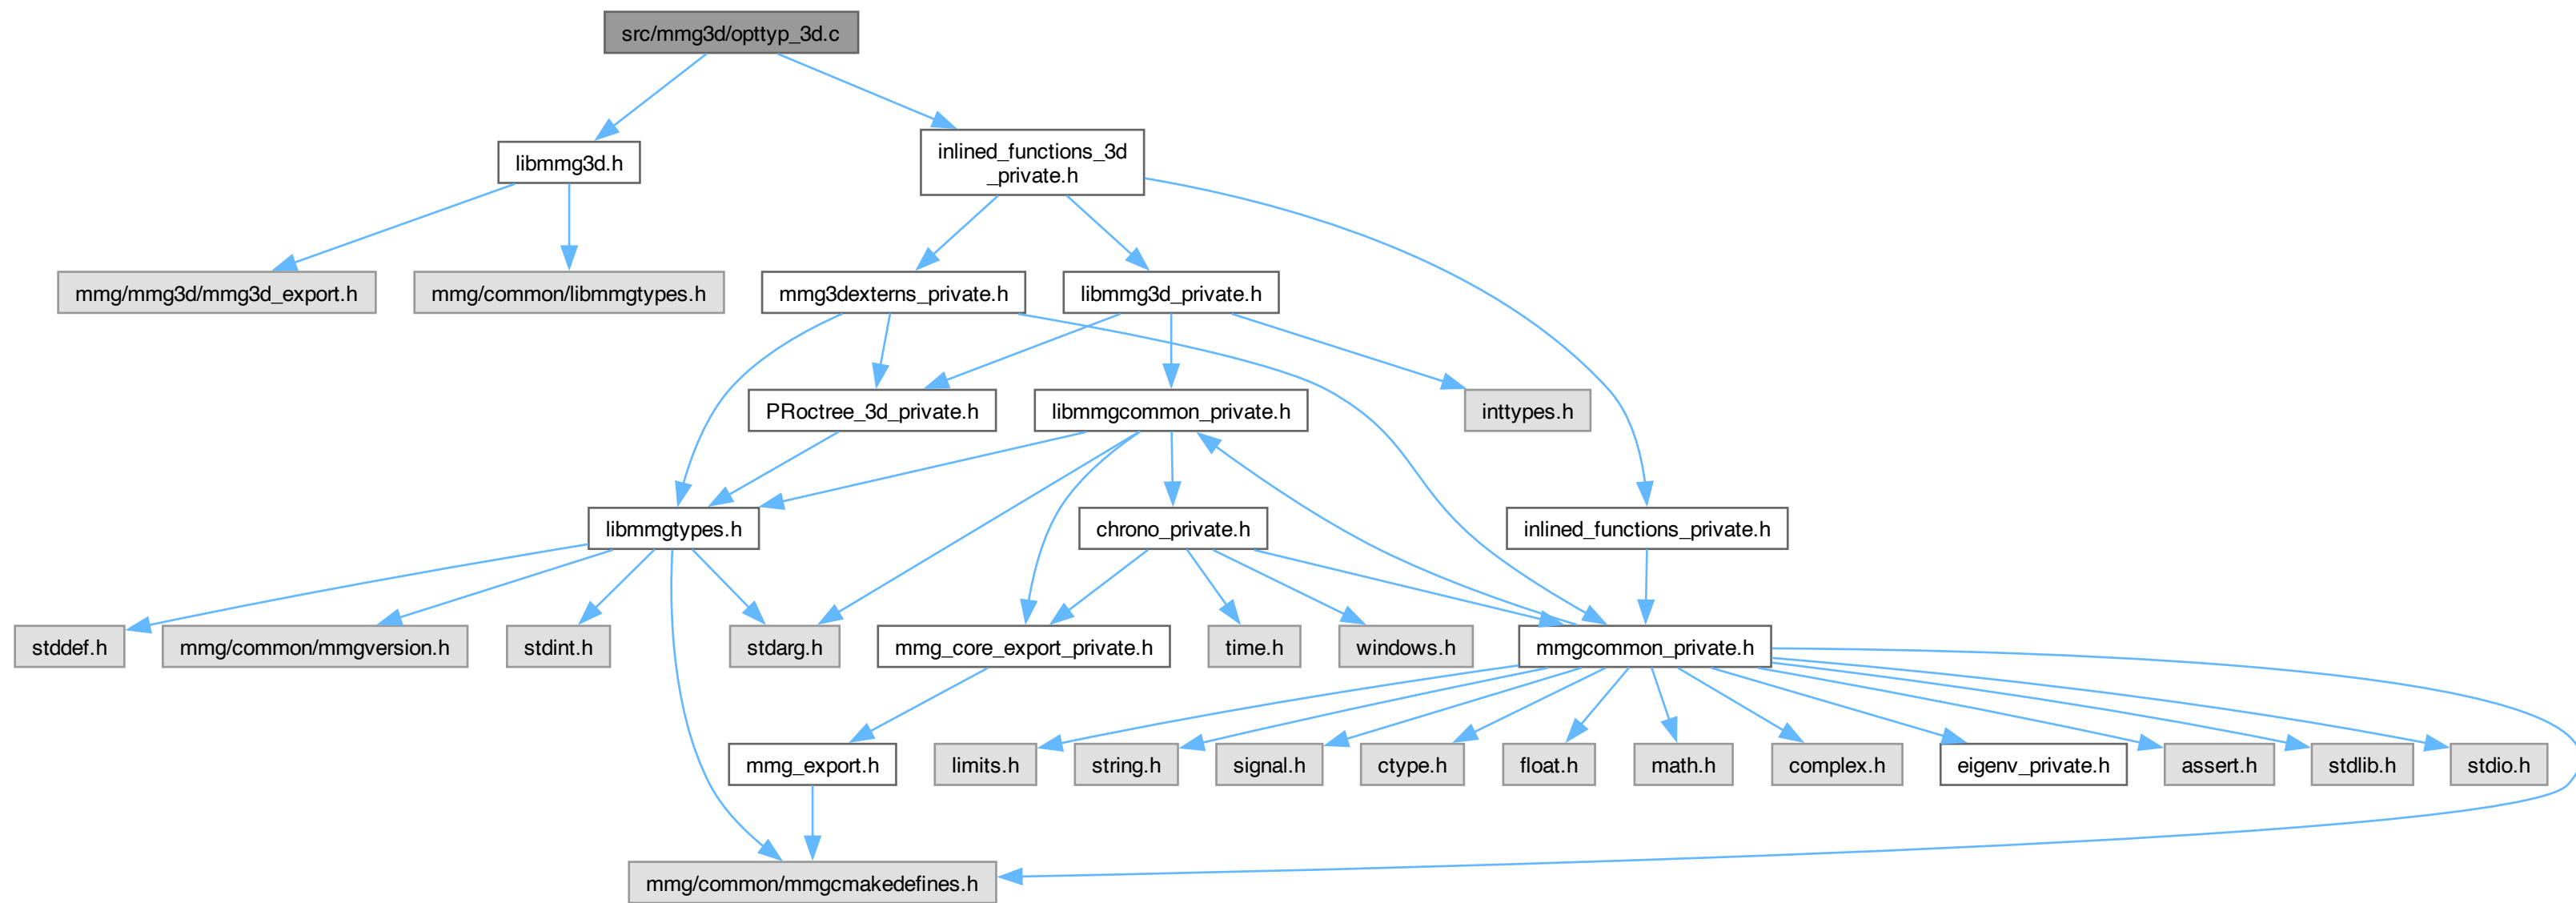 src/mmg3d/opttyp_3d.c
libmmg3d.h
inlined_functions_3d
_private.h
mmg/mmg3d/mmg3d_export.h
mmg/common/libmmgtypes.h
mmg3dexterns_private.h
libmmg3d_private.h
PRoctree_3d_private.h
libmmgcommon_private.h
inttypes.h
libmmgtypes.h
chrono_private.h
inlined_functions_private.h
stddef.h
mmg/common/mmgversion.h
stdint.h
stdarg.h
mmg_core_export_private.h
time.h
windows.h
mmgcommon_private.h
mmg_export.h
limits.h
string.h
signal.h
ctype.h
float.h
math.h
complex.h
eigenv_private.h
assert.h
stdlib.h
stdio.h
mmg/common/mmgcmakedefines.h